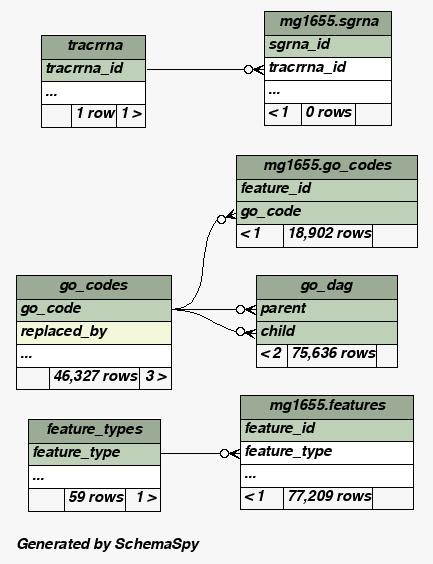 tracrrna
tracrrna_id
...
1 row 1 >
mg1655.sgrna
sgrna_id
tracrrna_id
...
< 1 0 rows
mg1655.go_codes
feature_id
go_code
< 1 18,902 rows
go_codes
go_code
replaced_by
...
46,327 rows 3 >
go_dag
parent
child
< 2 75,636 rows
feature_types
feature_type
...
59 rows 1 >
mg1655.features
feature_id
feature_type
...
< 1 77,209 rows
Generated by SchemaSpy